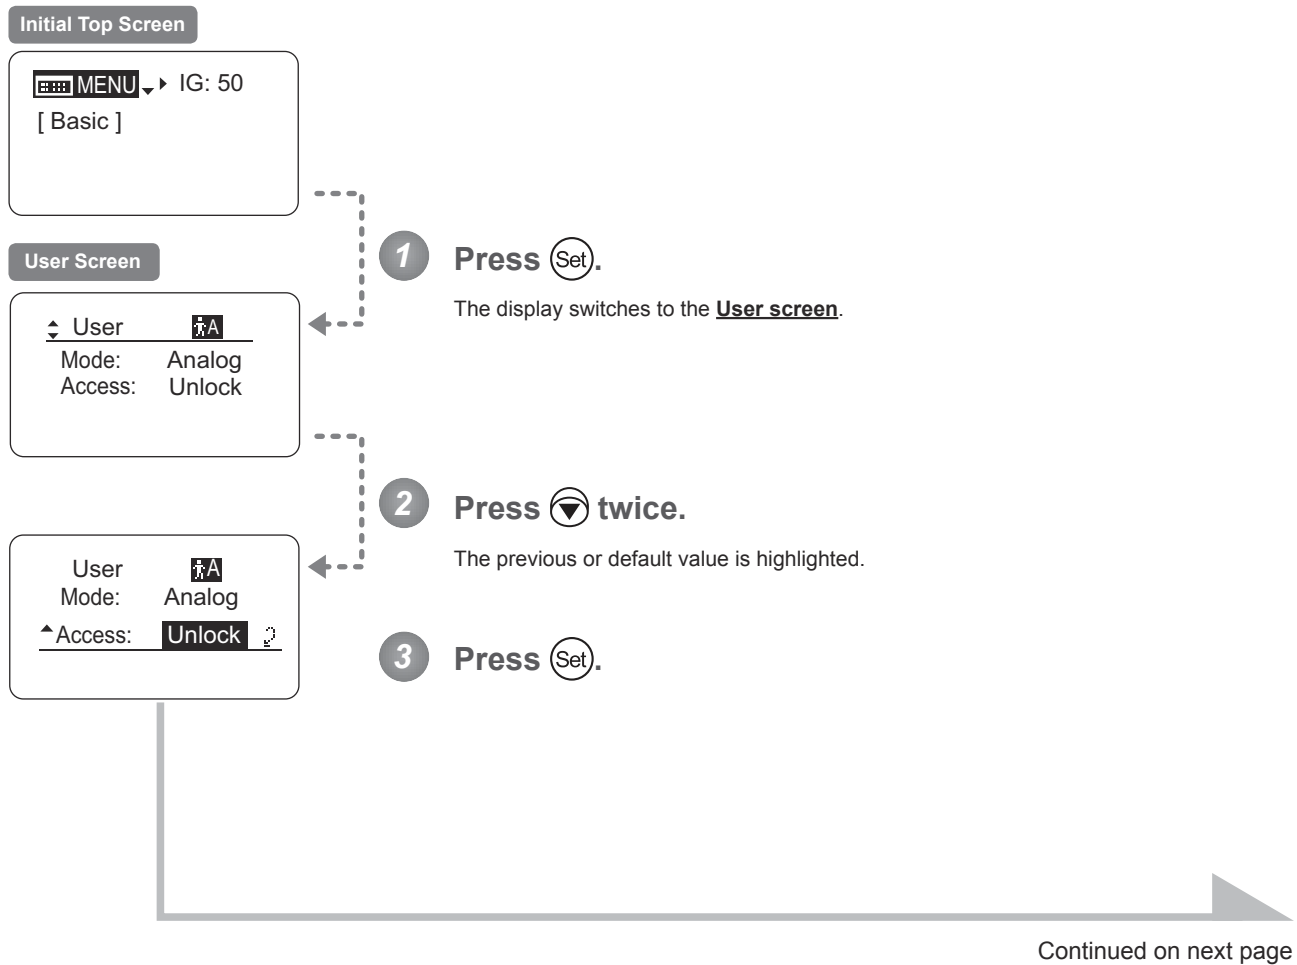 Initial Top Screen
MENU IG: 50
[ Basic ]
1 Press Set.
User Screen
The display switches to the User screen.
User A
Mode: Analog
Access: Unlock
2 Press twice.
The previous or default value is highlighted.
User A
Mode: Analog
Access: Unlock
3 Press Set.
Continued on next page